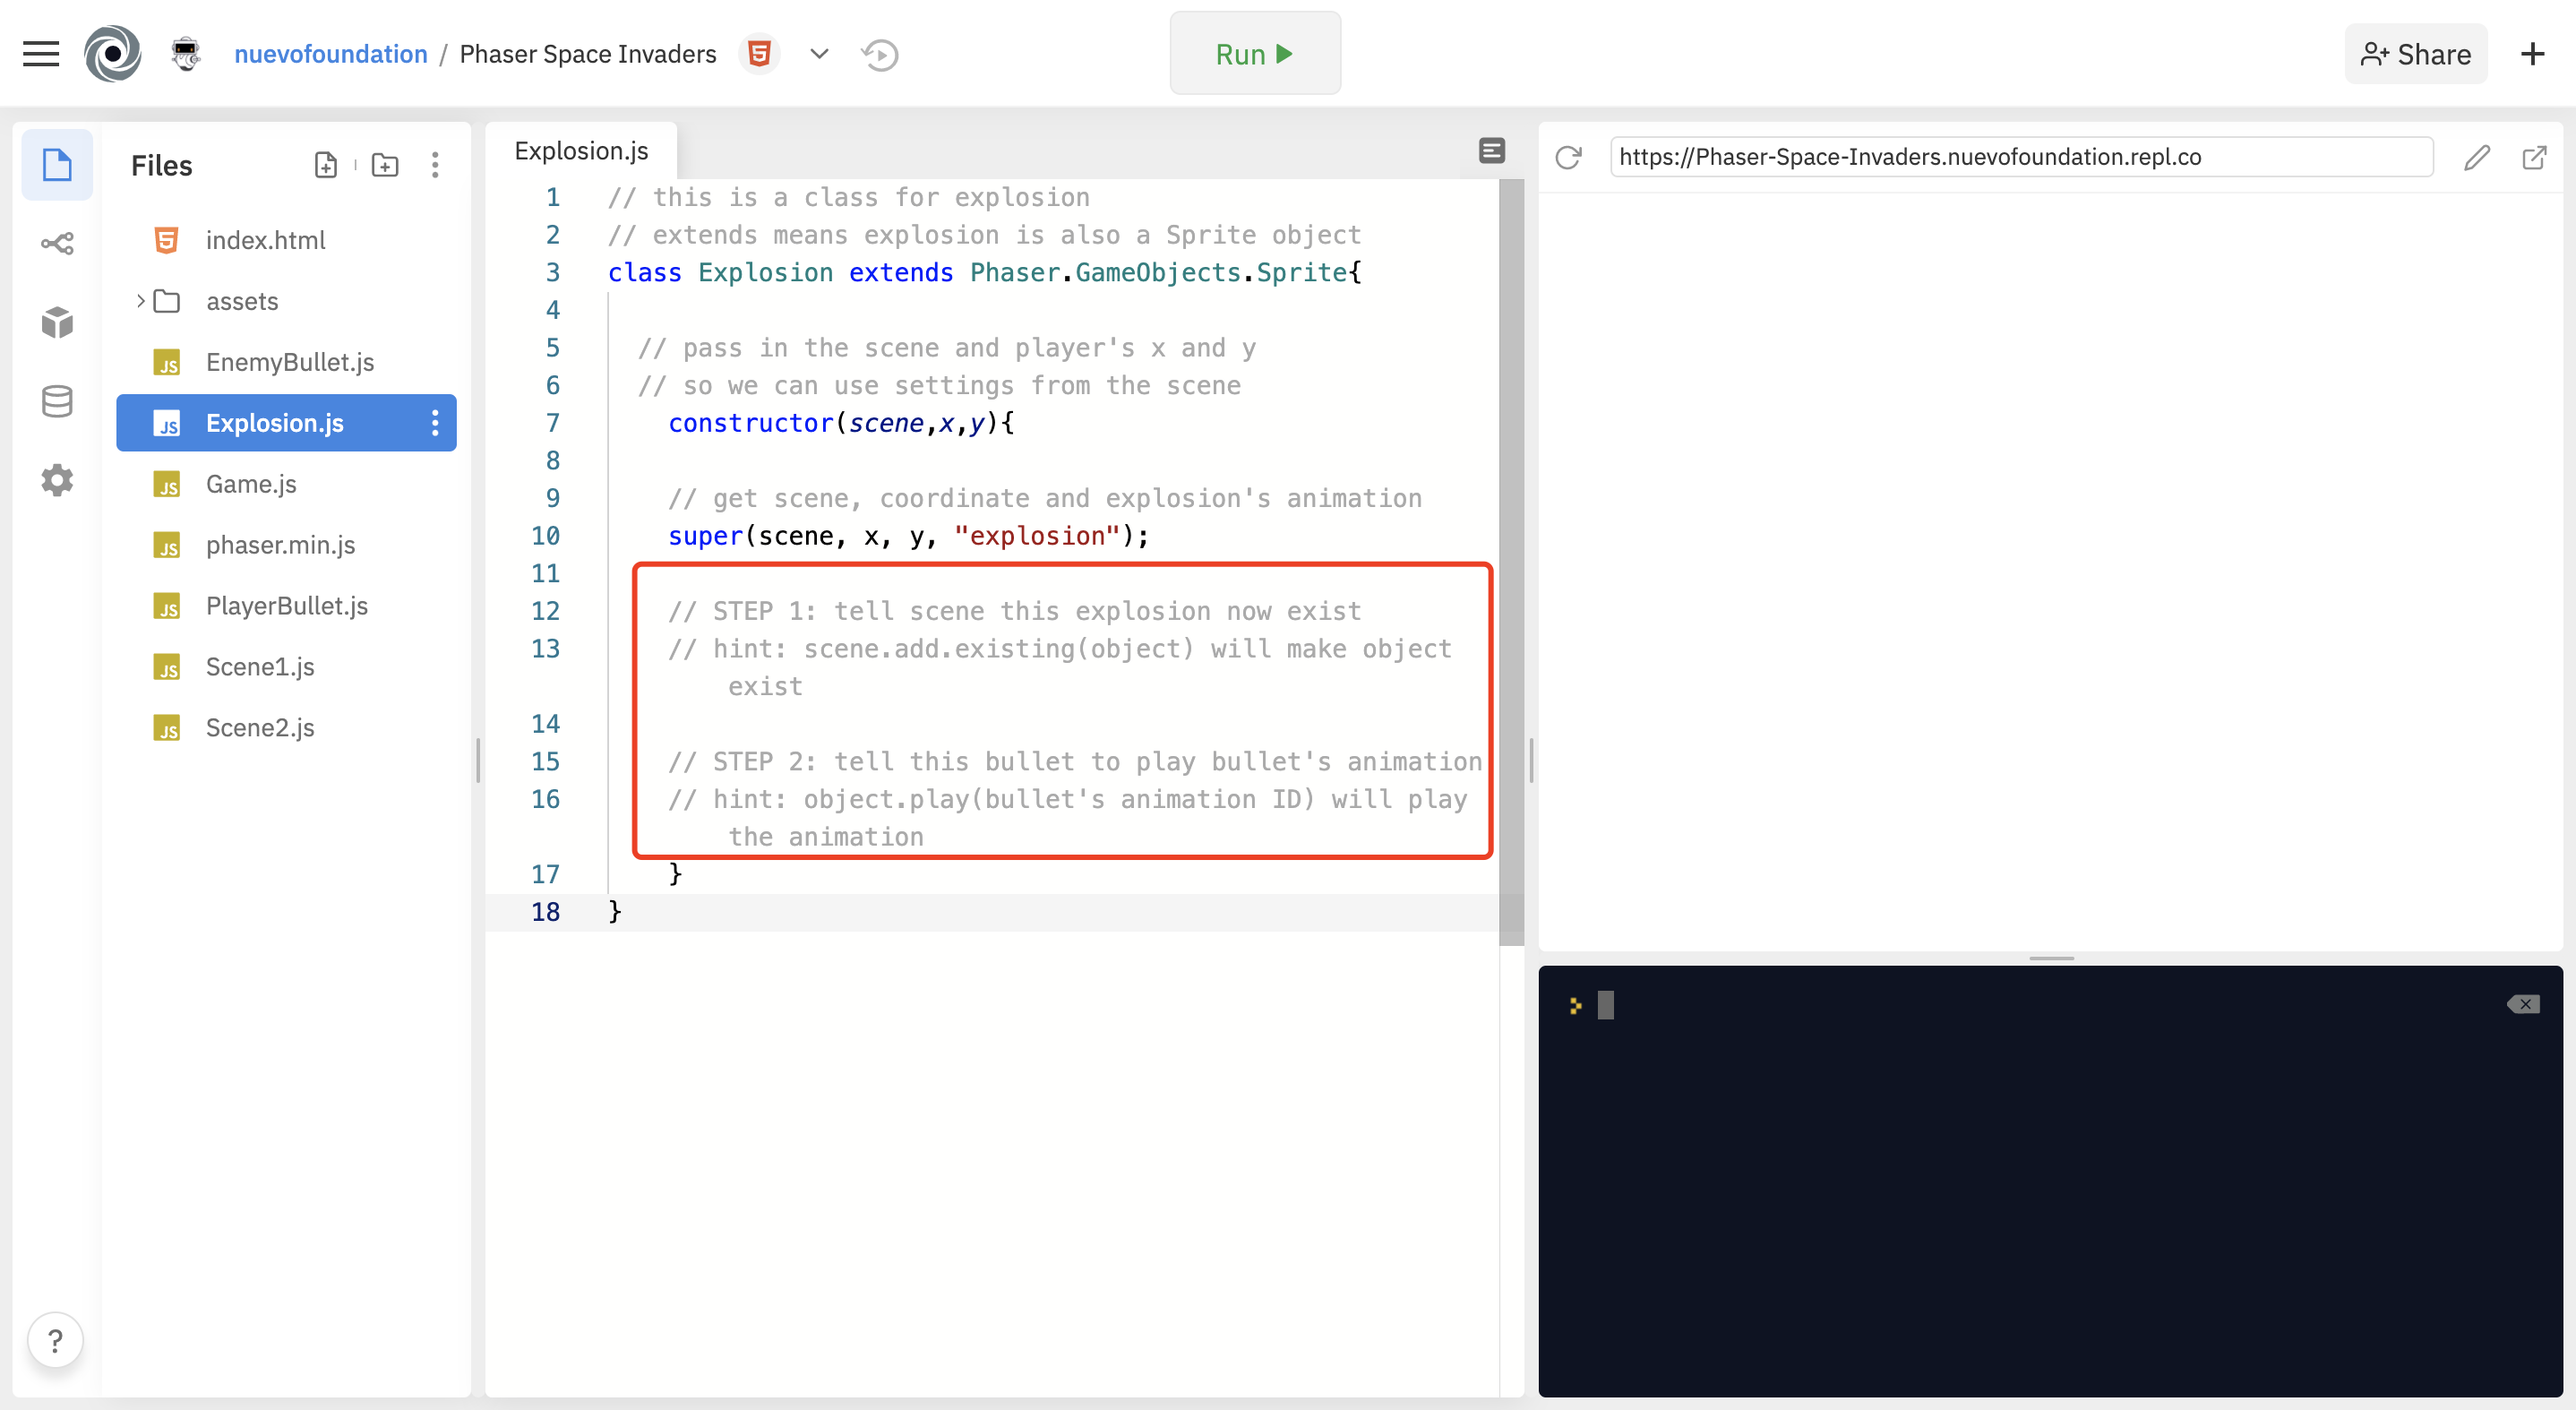 nuevofoundation / Phaser Space Invaders
Run
Share
Files
index.html
assets
EnemyBullet.js
Explosion.js
Game.js
phaser.min.js
PlayerBullet.js
Scene1.js
Scene2.js
?
Explosion.js
1 // this is a class for explosion
2 // extends means explosion is also a Sprite object
3 class Explosion extends Phaser.GameObjects.Sprite{
4
5 // pass in the scene and player's x and y
6 // so we can use settings from the scene
7 constructor(scene,x,y){
8
9 // get scene, coordinate and explosion's animation
10 super(scene, x, y, "explosion");
11
12 // STEP 1: tell scene this explosion now exist
13 // hint: scene.add.existing(object) will make object
exist
14
15 // STEP 2: tell this bullet to play bullet's animation
16 // hint: object.play(bullet's animation ID) will play
the animation
17 }
18 }
https://Phaser-Space-Invaders.nuevofoundation.repl.co